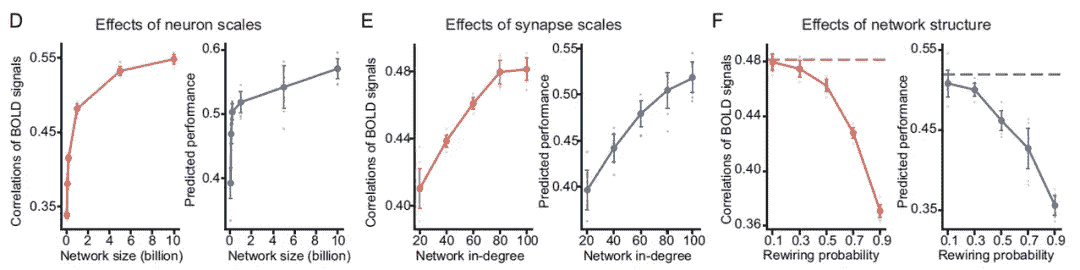 D Effects of neuron scales
Correlations of BOLD signals
0.55
0.45
0.35
0 2 4 6 8 10
Network size (billion)
Predicted performance
0.6
0.5
0.4
0 2 4 6 8 10
Network size (billion)
E Effects of synapse scales
Correlations of BOLD signals
0.48
0.44
0.40
20 40 60 80 100
Network in-degree
Predicted performance
0.55
0.50
0.45
0.40
20 40 60 80 100
Network in-degree
F Effects of network structure
Correlations of BOLD signals
0.48
0.44
0.40
0.36
0.1 0.3 0.5 0.7 0.9
Rewiring probability
Predicted performance
0.55
0.45
0.35
0.1 0.3 0.5 0.7 0.9
Rewiring probability